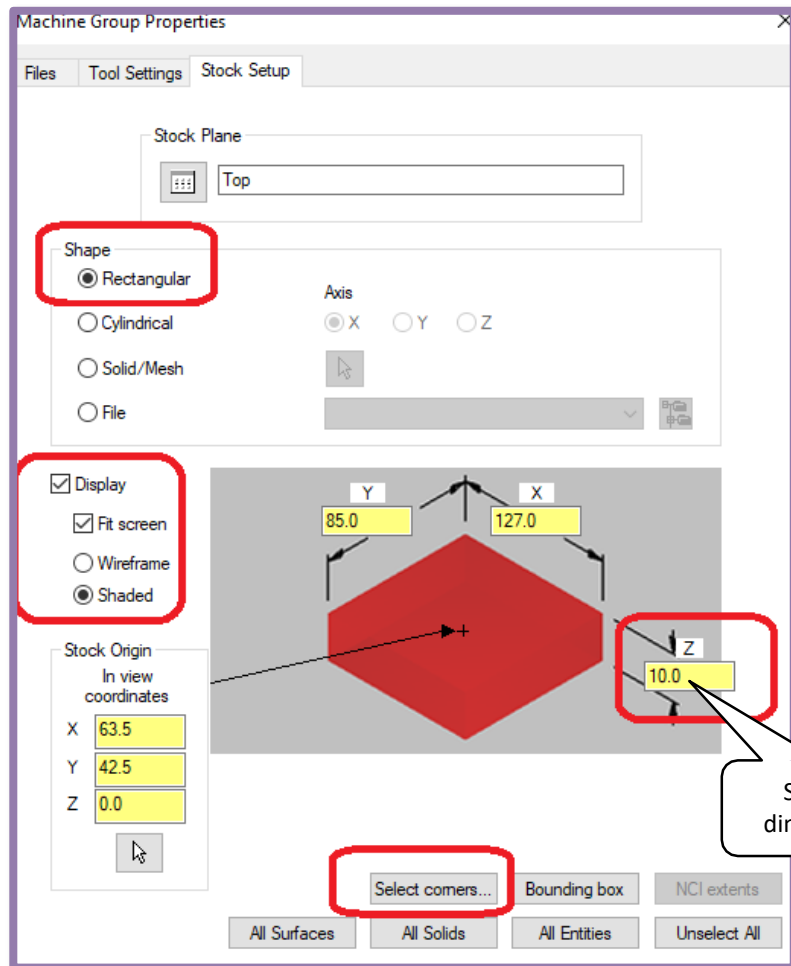 Machine Group Properties
Files Tool Settings Stock Setup
Stock Plane
Top
Shape
Rectangular
Axis
Cylindrical X Y Z
Solid/Mesh
File
Display
Fit screen
Wireframe
Shaded
Y X
85.0 127.0
Z
10.0
Stock Origin
In view
coordinates
X 63.5
Y 42.5
Z 0.0
Select corners... Bounding box NCI extents
All Surfaces All Solids All Entities Unselect All